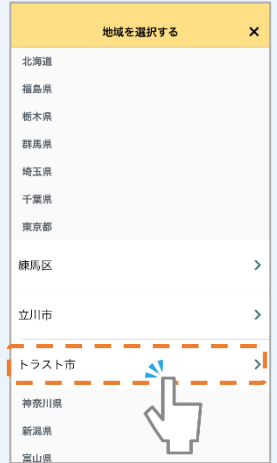 地域を選択する ×
北海道
福島県
栃木県
群馬県
埼玉県
千葉県
東京都
練馬区
立川市
トラスト市
神奈川県
新潟県
富山県